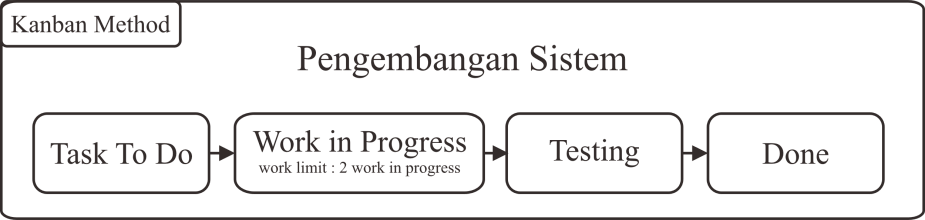 Kanban Method
Pengembangan Sistem
Task To Do
Work in Progress
work limit : 2 work in progress
Testing
Done